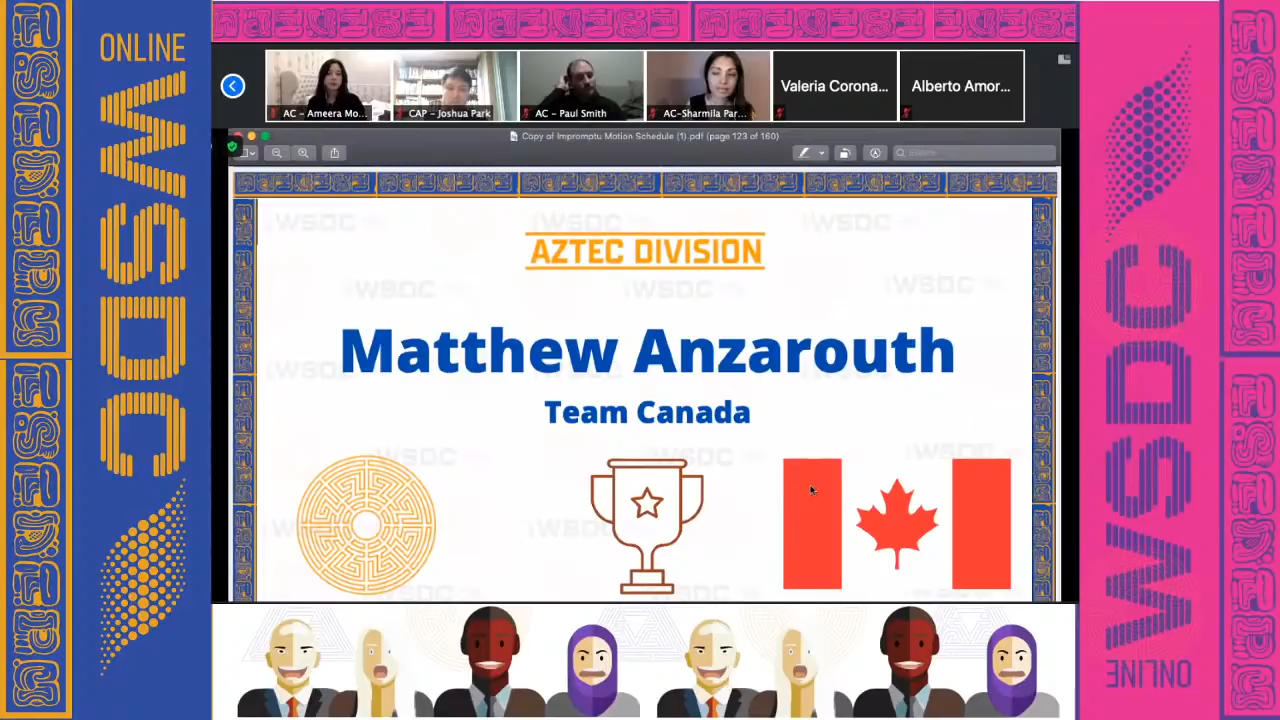 ONLINE
WSDC
AC - Ameera Mo...
CAP - Joshua Park
AC - Paul Smith
AC-Sharmila Par...
Valeria Corona...
Alberto Amor...
Copy of Impromptu Motion Schedule (1).pdf (page 123 of 160)
Search
AZTEC DIVISION
Matthew Anzarouth
Team Canada
WSDC
ONLINE